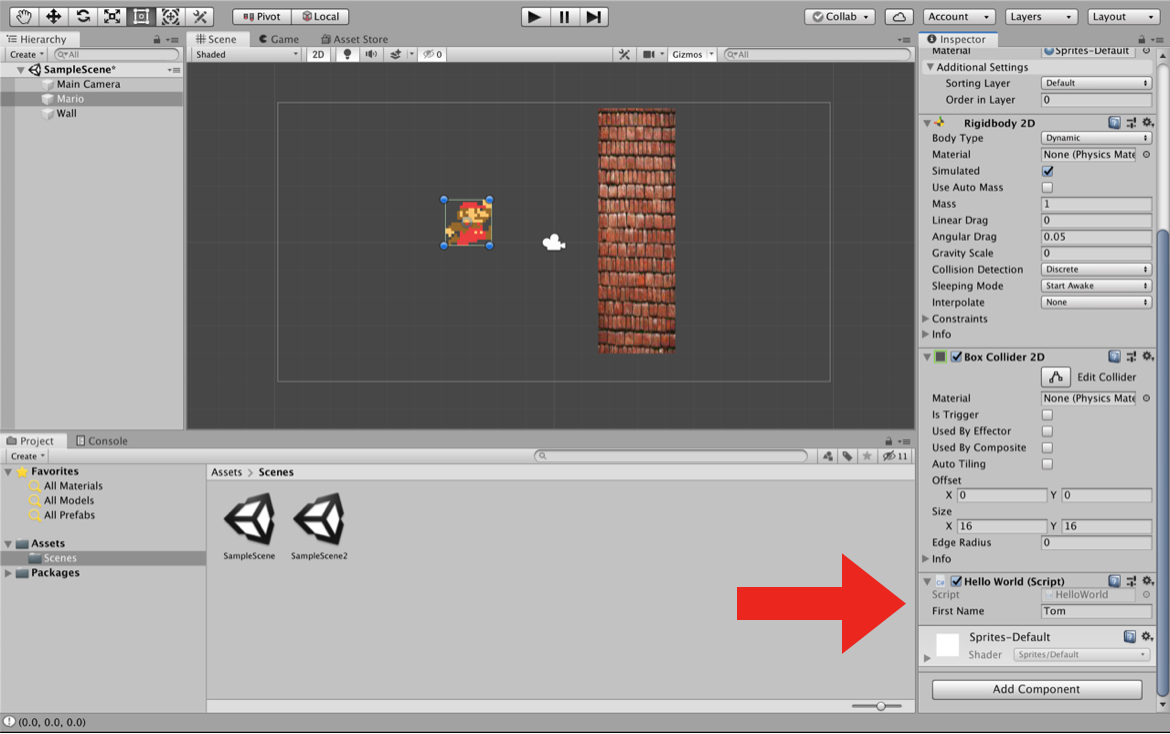 Pivot Local Collab Account Layers Layout
Hierarchy
Create All
SampleScene*
Main Camera
Mario
Wall
Scene Game Asset Store
Shaded 2D 0 Gizmos All
Inspector
Material Sprites-Default
Additional Settings
Sorting Layer Default
Order in Layer 0
Rigidbody 2D
Body Type Dynamic
Material None (Physics Mate
Simulated
Use Auto Mass
Mass 1
Linear Drag 0
Angular Drag 0.05
Gravity Scale 0
Collision Detection Discrete
Sleeping Mode Start Awake
Interpolate None
Constraints
Info
Box Collider 2D
Edit Collider
Material None (Physics Mate
Is Trigger
Used By Effector
Used By Composite
Auto Tiling
Offset
X 0 Y 0
Size
X 16 Y 16
Edge Radius 0
Info
Hello World (Script)
Script HelloWorld
First Name Tom
Sprites-Default
Shader Sprites/Default
Add Component
Project Console
Create 11
Favorites
All Materials
All Models
All Prefabs
Assets
Scenes
Packages
Assets > Scenes
SampleScene SampleScene2
(0.0, 0.0, 0.0)